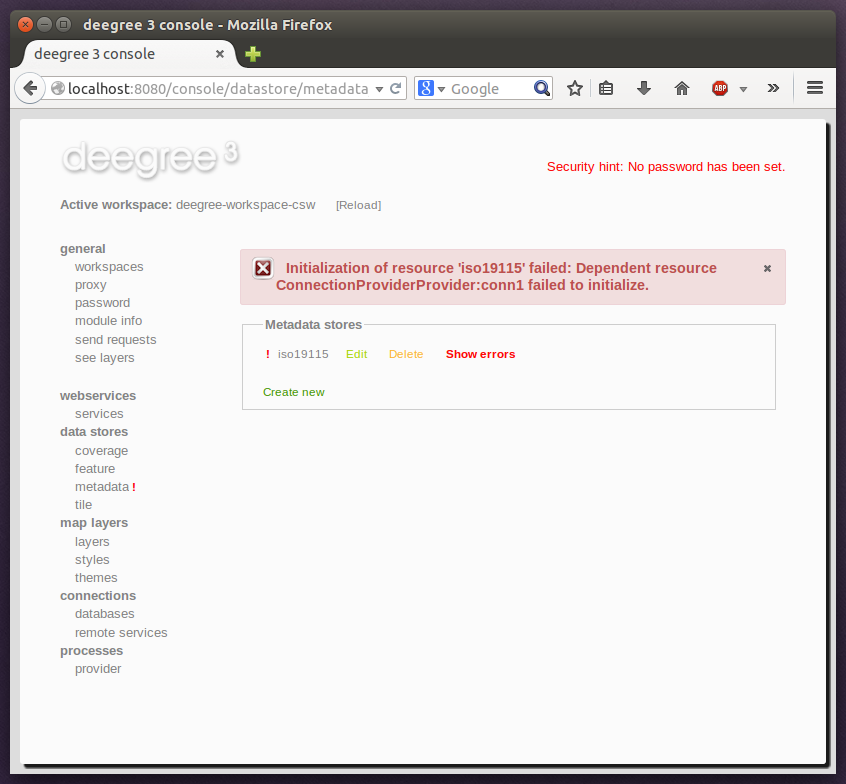 deegree 3 console - Mozilla Firefox
deegree 3 console
localhost:8080/console/datastore/metadata
Google
ABP
deegree 3
Security hint: No password has been set.
Active workspace: deegree-workspace-csw [Reload]
general
workspaces
proxy
password
module info
send requests
see layers
webservices
services
data stores
coverage
feature
metadata !
tile
map layers
layers
styles
themes
connections
databases
remote services
processes
provider
Initialization of resource 'iso19115' failed: Dependent resource
ConnectionProviderProvider:conn1 failed to initialize.
Metadata stores
! iso19115 Edit Delete Show errors
Create new